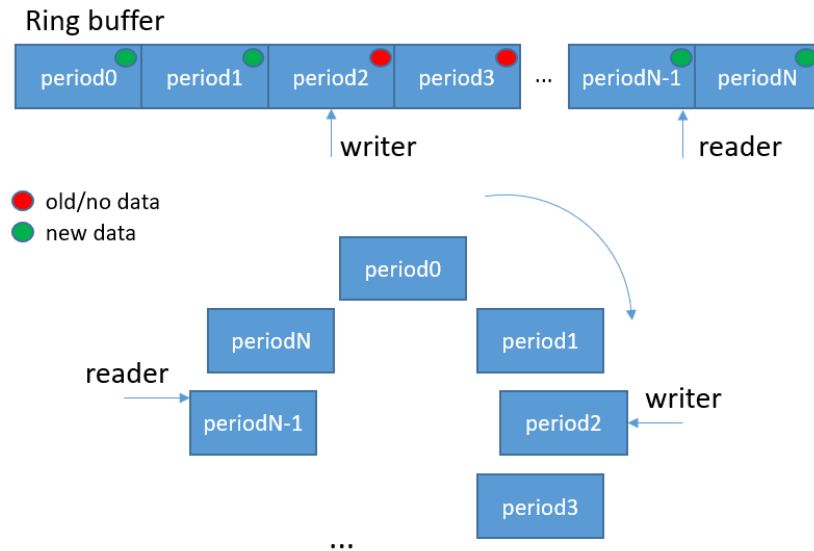 Ring buffer
period0 period1 period2 period3 ... periodN-1 periodN
writer reader
old/no data
new data
period0
periodN period1
reader
writer
periodN-1 period2
period3
...